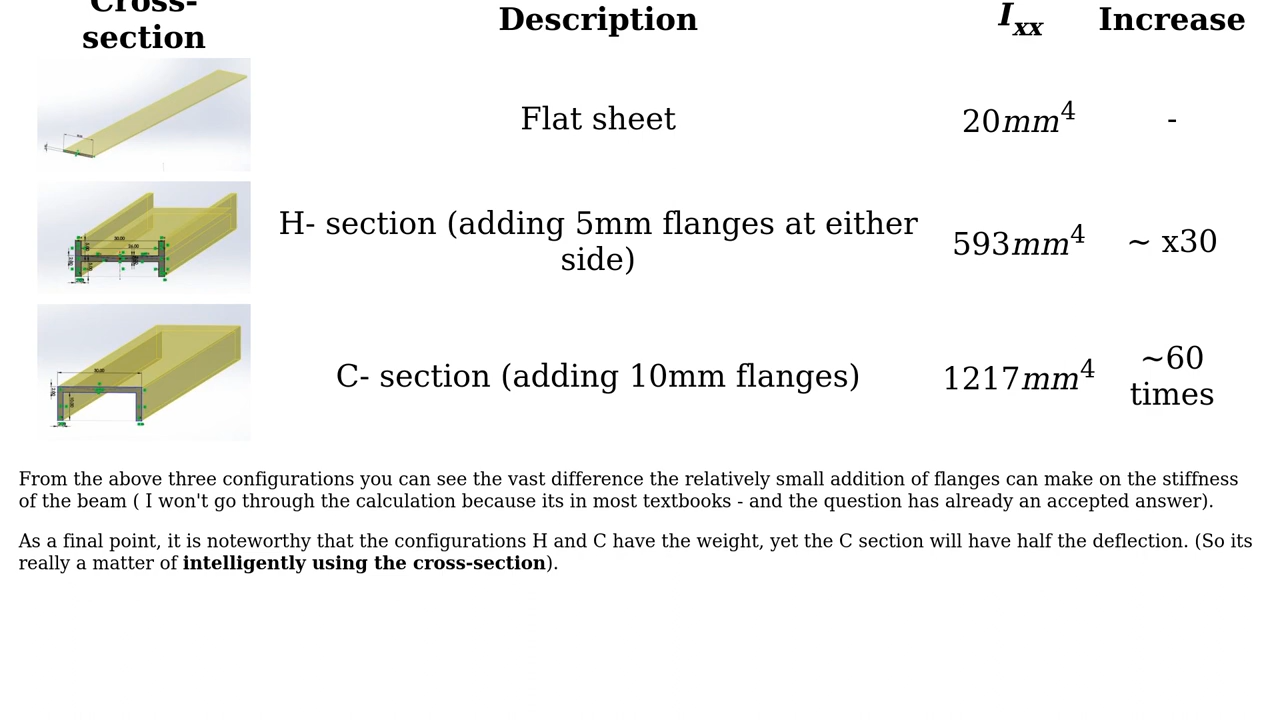 Cross-
section
Description
Ixx
Increase
Flat sheet
20mm⁴
-
H- section (adding 5mm flanges at either
side)
593mm⁴
~ x30
C- section (adding 10mm flanges)
1217mm⁴
~60
times
From the above three configurations you can see the vast difference the relatively small addition of flanges can make on the stiffness
of the beam ( I won't go through the calculation because its in most textbooks - and the question has already an accepted answer).
As a final point, it is noteworthy that the configurations H and C have the weight, yet the C section will have half the deflection. (So its
really a matter of intelligently using the cross-section).